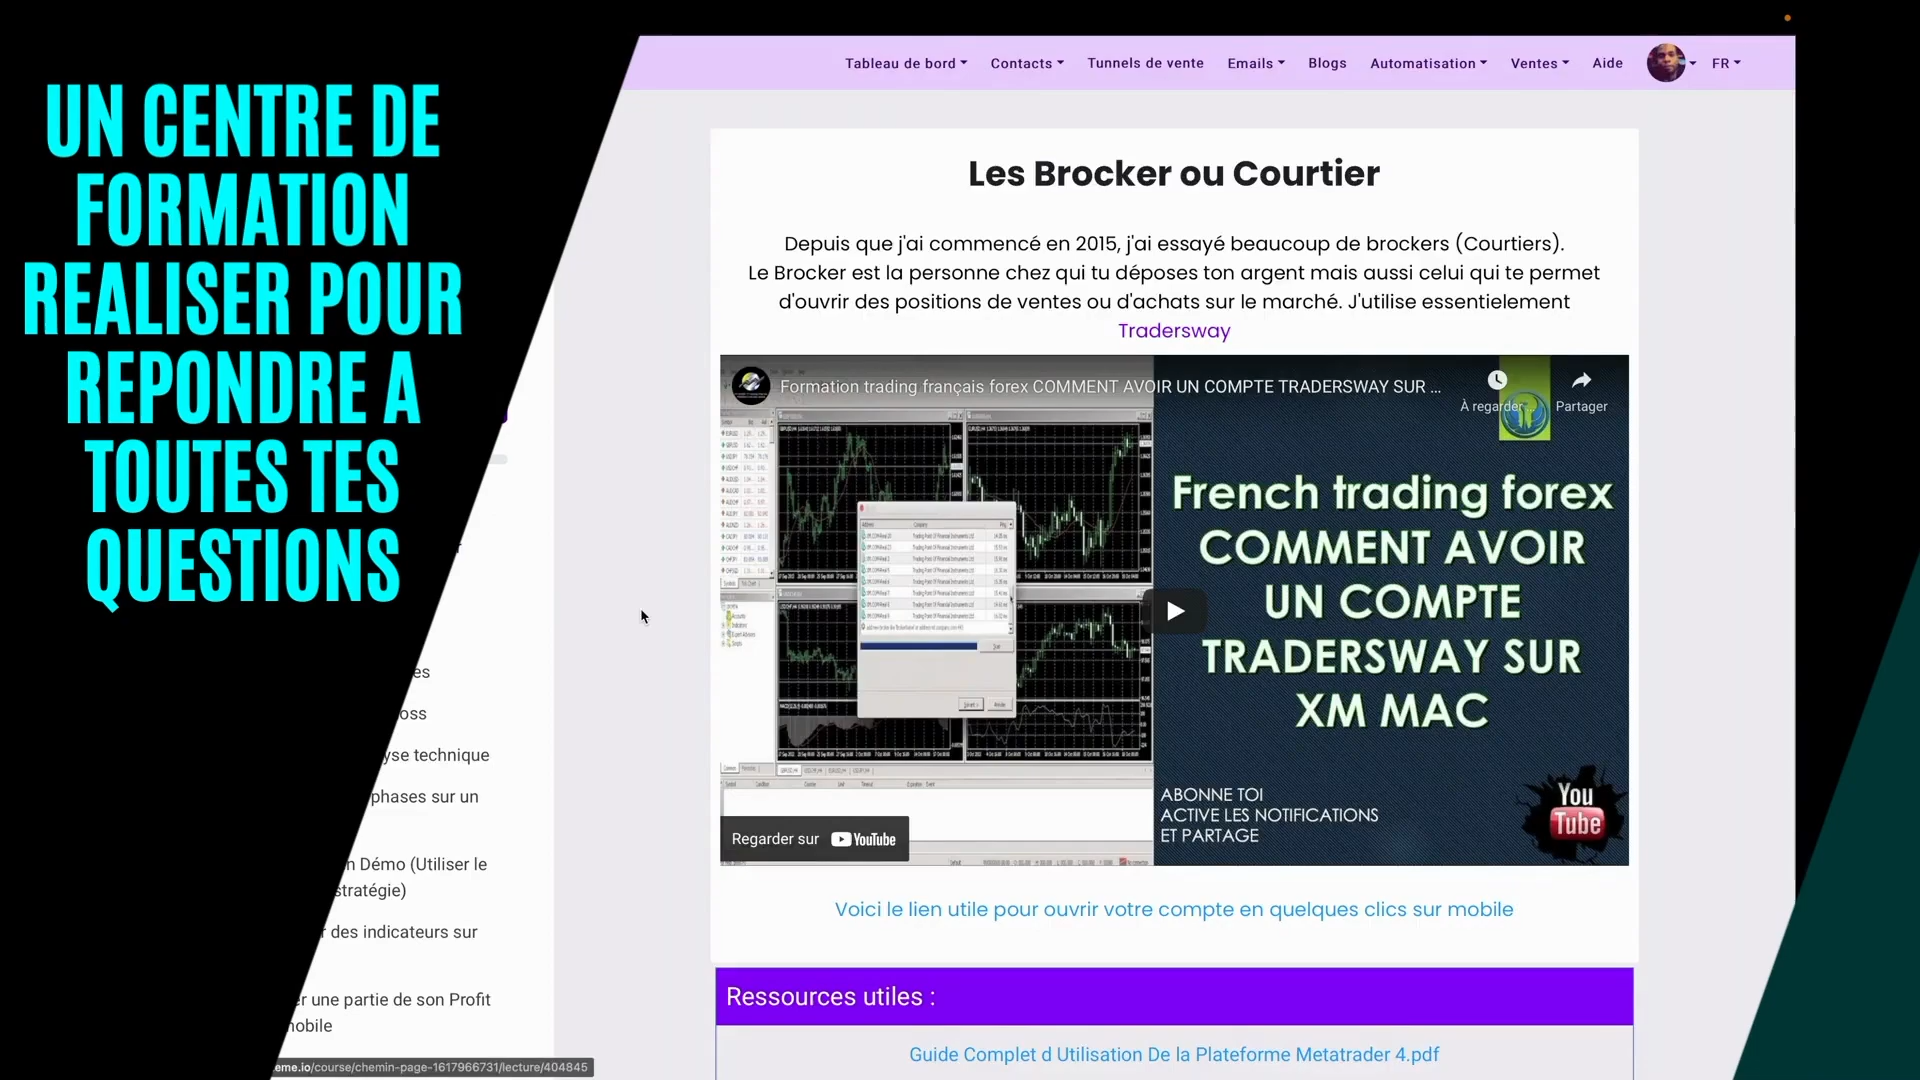 UN CENTRE DE
FORMATION
REALISER POUR
REPONDRE A
TOUTES TES
QUESTIONS
Tableau de bord
Contacts
Tunnels de vente
Emails
Blogs
Automatisation
Ventes
Aide
FR
Les Brocker ou Courtier
Depuis que j'ai commencé en 2015, j'ai essayé beaucoup de brockers (Courtiers).
Le Brocker est la personne chez qui tu déposes ton argent mais aussi celui qui te permet
d'ouvrir des positions de ventes ou d'achats sur le marché. J'utilise essentielement
Tradersway
Formation trading français forex COMMENT AVOIR UN COMPTE TRADERSWAY SUR ...
À regarder
Partager
French trading forex
COMMENT AVOIR
UN COMPTE
TRADERSWAY SUR
XM MAC
ABONNE TOI
ACTIVE LES NOTIFICATIONS
ET PARTAGE
You
Tube
Regarder sur YouTube
Voici le lien utile pour ouvrir votre compte en quelques clics sur mobile
Ressources utiles :
Guide Complet d Utilisation De la Plateforme Metatrader 4.pdf
es
oss
yse technique
phases sur un
n Démo (Utiliser le
stratégie)
r des indicateurs sur
er une partie de son Profit
mobile
eme.io/course/chemin-page-1617966731/lecture/404845